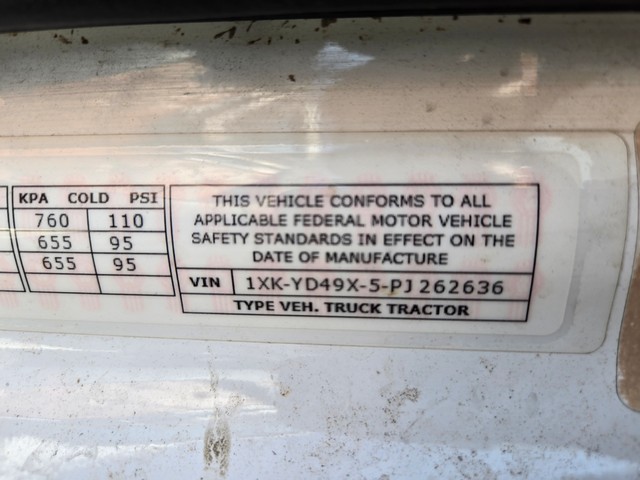 KPA COLD PSI
760 110
655 95
655 95
THIS VEHICLE CONFORMS TO ALL
APPLICABLE FEDERAL MOTOR VEHICLE
SAFETY STANDARDS IN EFFECT ON THE
DATE OF MANUFACTURE
VIN 1XK-YD49X-5-PJ262636
TYPE VEH. TRUCK TRACTOR